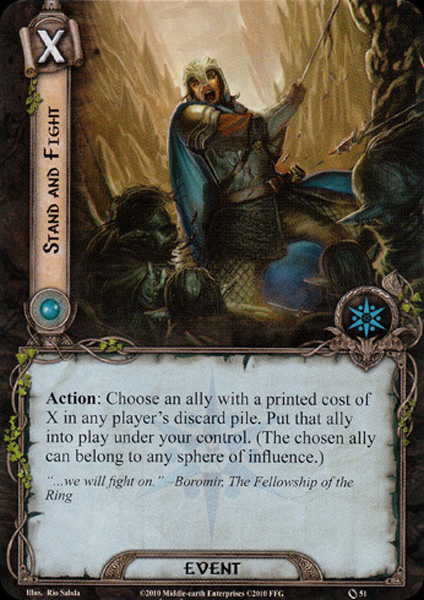 X
STAND AND FIGHT
Action: Choose an ally with a printed cost of
X in any player's discard pile. Put that ally
into play under your control. (The chosen ally
can belong to any sphere of influence.)
"...we will fight on." –Boromir, The Fellowship of the
Ring
EVENT
Illus. Rio Sabda
©2010 Middle-earth Enterprises ©2010 FFG
51